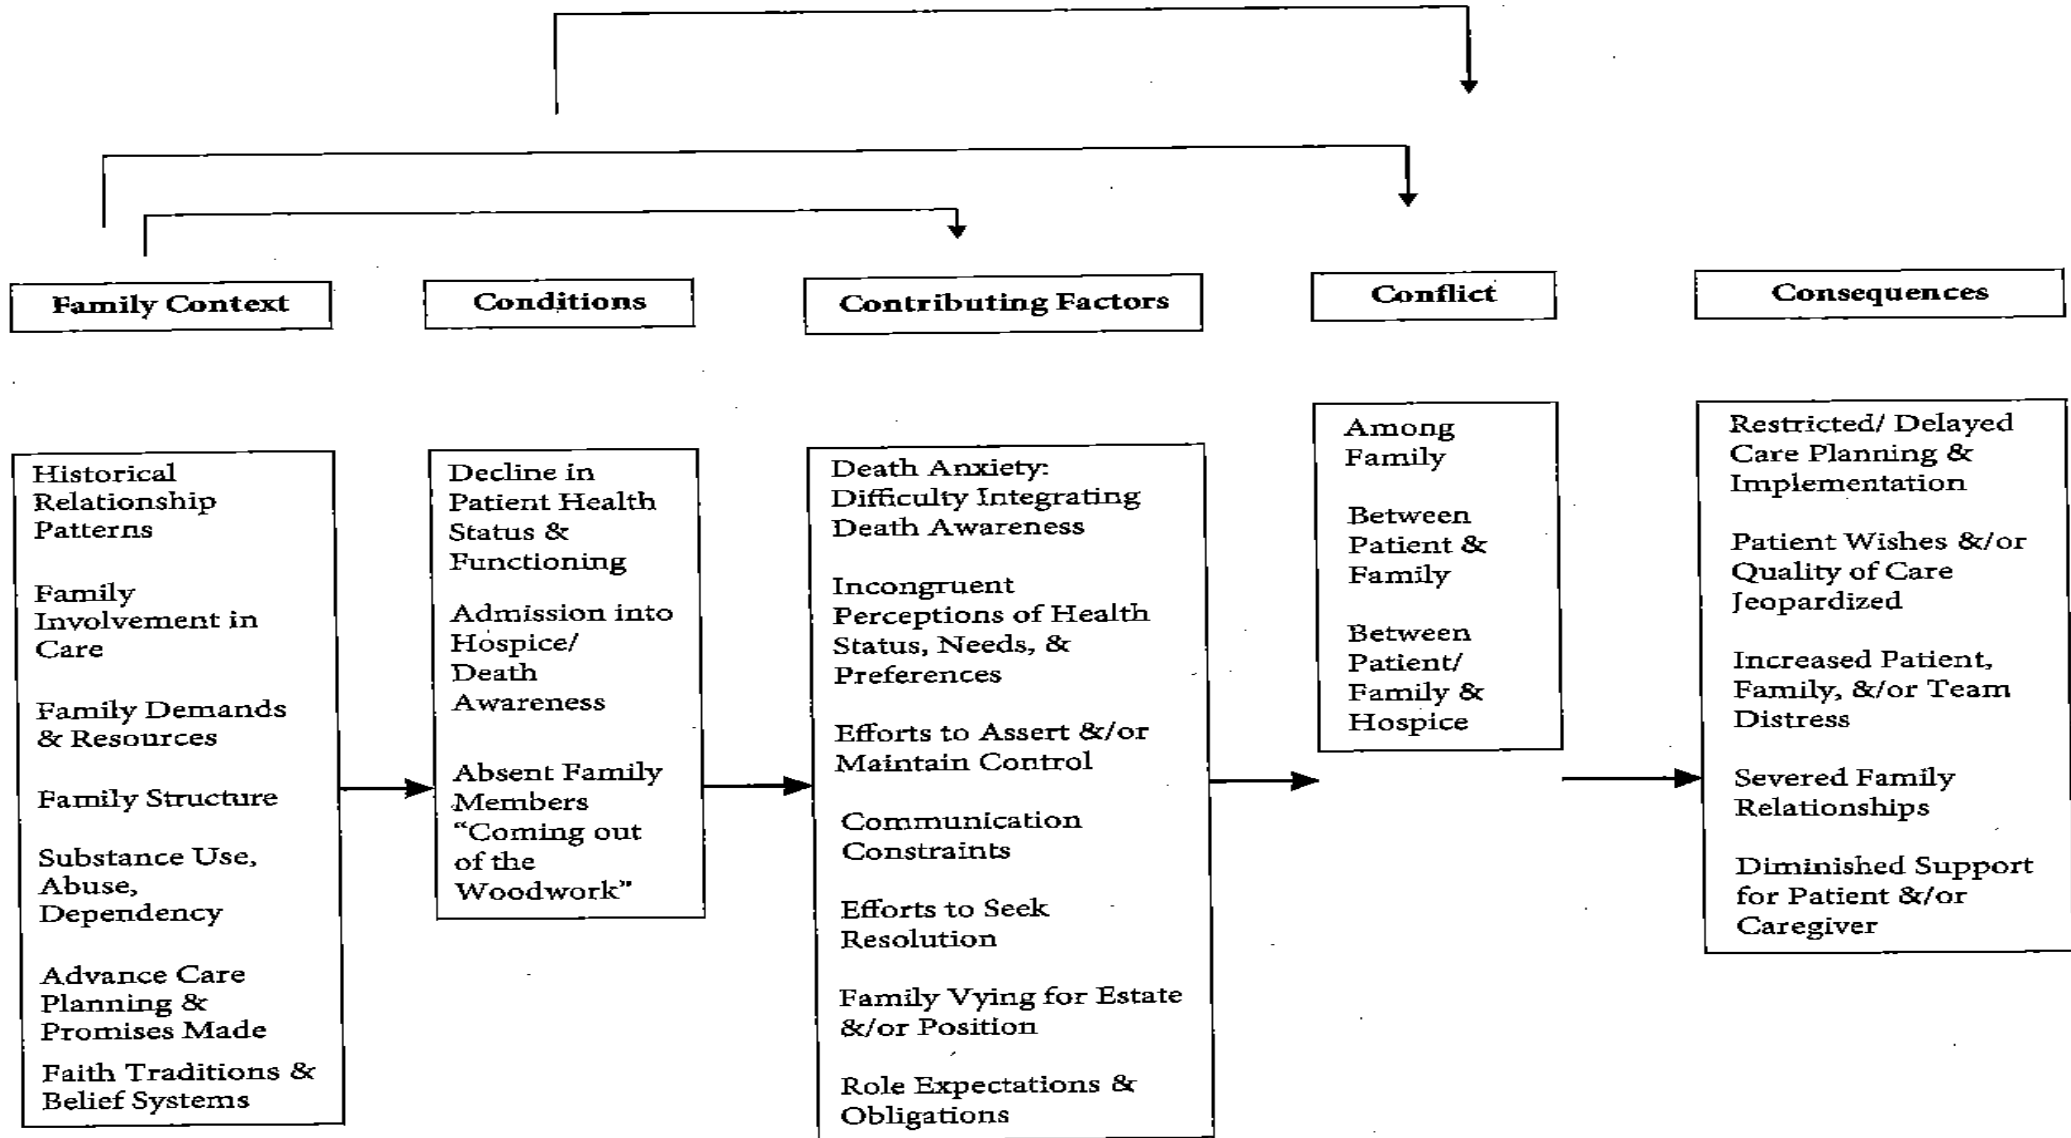 Family Context
Conditions
Contributing Factors
Conflict
Consequences
Historical
Relationship
Patterns
Family
Involvement in
Care
Family Demands
& Resources
Family Structure
Substance Use,
Abuse,
Dependency
Advance Care
Planning &
Promises Made
Faith Traditions &
Belief Systems
Decline in
Patient Health
Status &
Functioning
Admission into
Hospice/
Death
Awareness
Absent Family
Members
“Coming out
of the
Woodwork”
Death Anxiety:
Difficulty Integrating
Death Awareness
Incongruent
Perceptions of Health
Status, Needs, &
Preferences
Efforts to Assert &/or
Maintain Control
Communication
Constraints
Efforts to Seek
Resolution
Family Vying for Estate
&/or Position
Role Expectations &
Obligations
Among
Family
Between
Patient &
Family
Between
Patient/
Family &
Hospice
Restricted/ Delayed
Care Planning &
Implementation
Patient Wishes &/or
Quality of Care
Jeopardized
Increased Patient,
Family, &/or Team
Distress
Severed Family
Relationships
Diminished Support
for Patient &/or
Caregiver